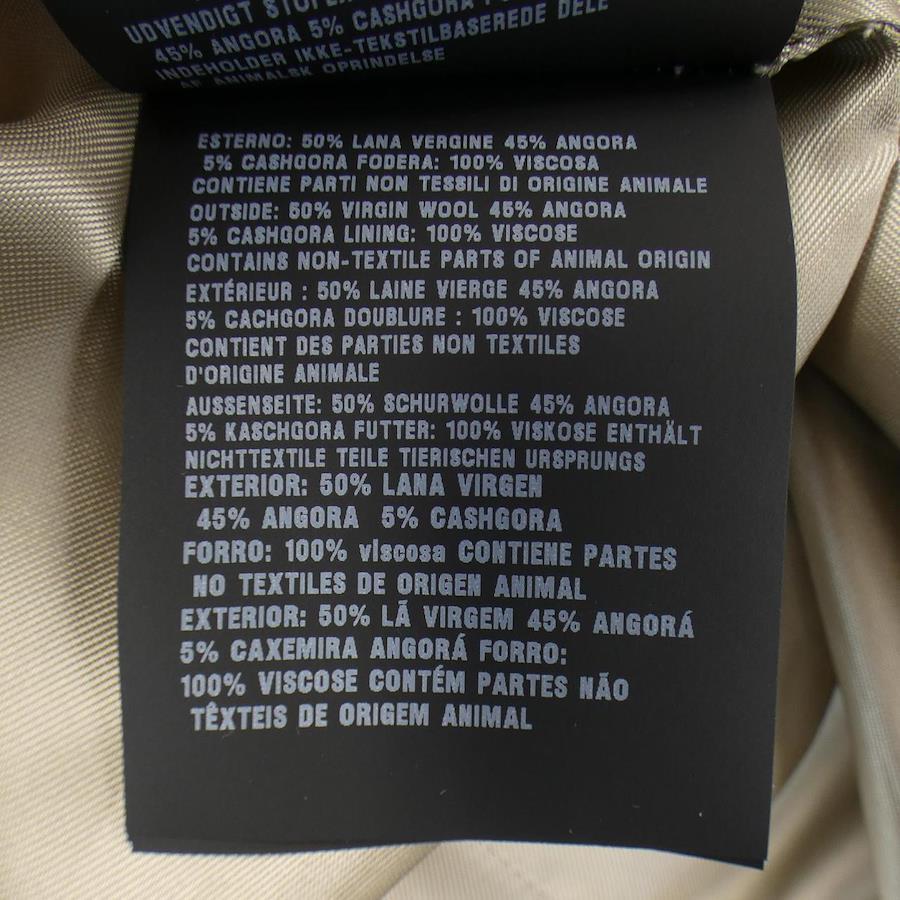 UDVENDIGT
45% ANGORA 5% CASHGORA
INDEHOLDER IKKE-TEKSTILBASEREDE DELE
AF ANIMALSK OPRINDELSE
ESTERNO: 50% LANA VERGINE 45% ANGORA
5% CASHGORA FODERA: 100% VISCOSA
CONTIENE PARTI NON TESSILI DI ORIGINE ANIMALE
OUTSIDE: 50% VIRGIN WOOL 45% ANGORA
5% CASHGORA LINING: 100% VISCOSE
CONTAINS NON-TEXTILE PARTS OF ANIMAL ORIGIN
EXTÉRIEUR : 50% LAINE VIERGE 45% ANGORA
5% CACHGORA DOUBLURE : 100% VISCOSE
CONTIENT DES PARTIES NON TEXTILES
D'ORIGINE ANIMALE
AUSSENSEITE: 50% SCHURWOLLE 45% ANGORA
5% KASCHGORA FUTTER: 100% VISKOSE ENTHÄLT
NICHTTEXTILE TEILE TIERISCHEN URSPRUNGS
EXTERIOR: 50% LANA VIRGEN
45% ANGORA 5% CASHGORA
FORRO: 100% viscosa CONTIENE PARTES
NO TEXTILES DE ORIGEN ANIMAL
EXTERIOR: 50% LÃ VIRGEM 45% ANGORÁ
5% CAXEMIRA ANGORÁ FORRO:
100% VISCOSE CONTÉM PARTES NÃO
TÊXTEIS DE ORIGEM ANIMAL